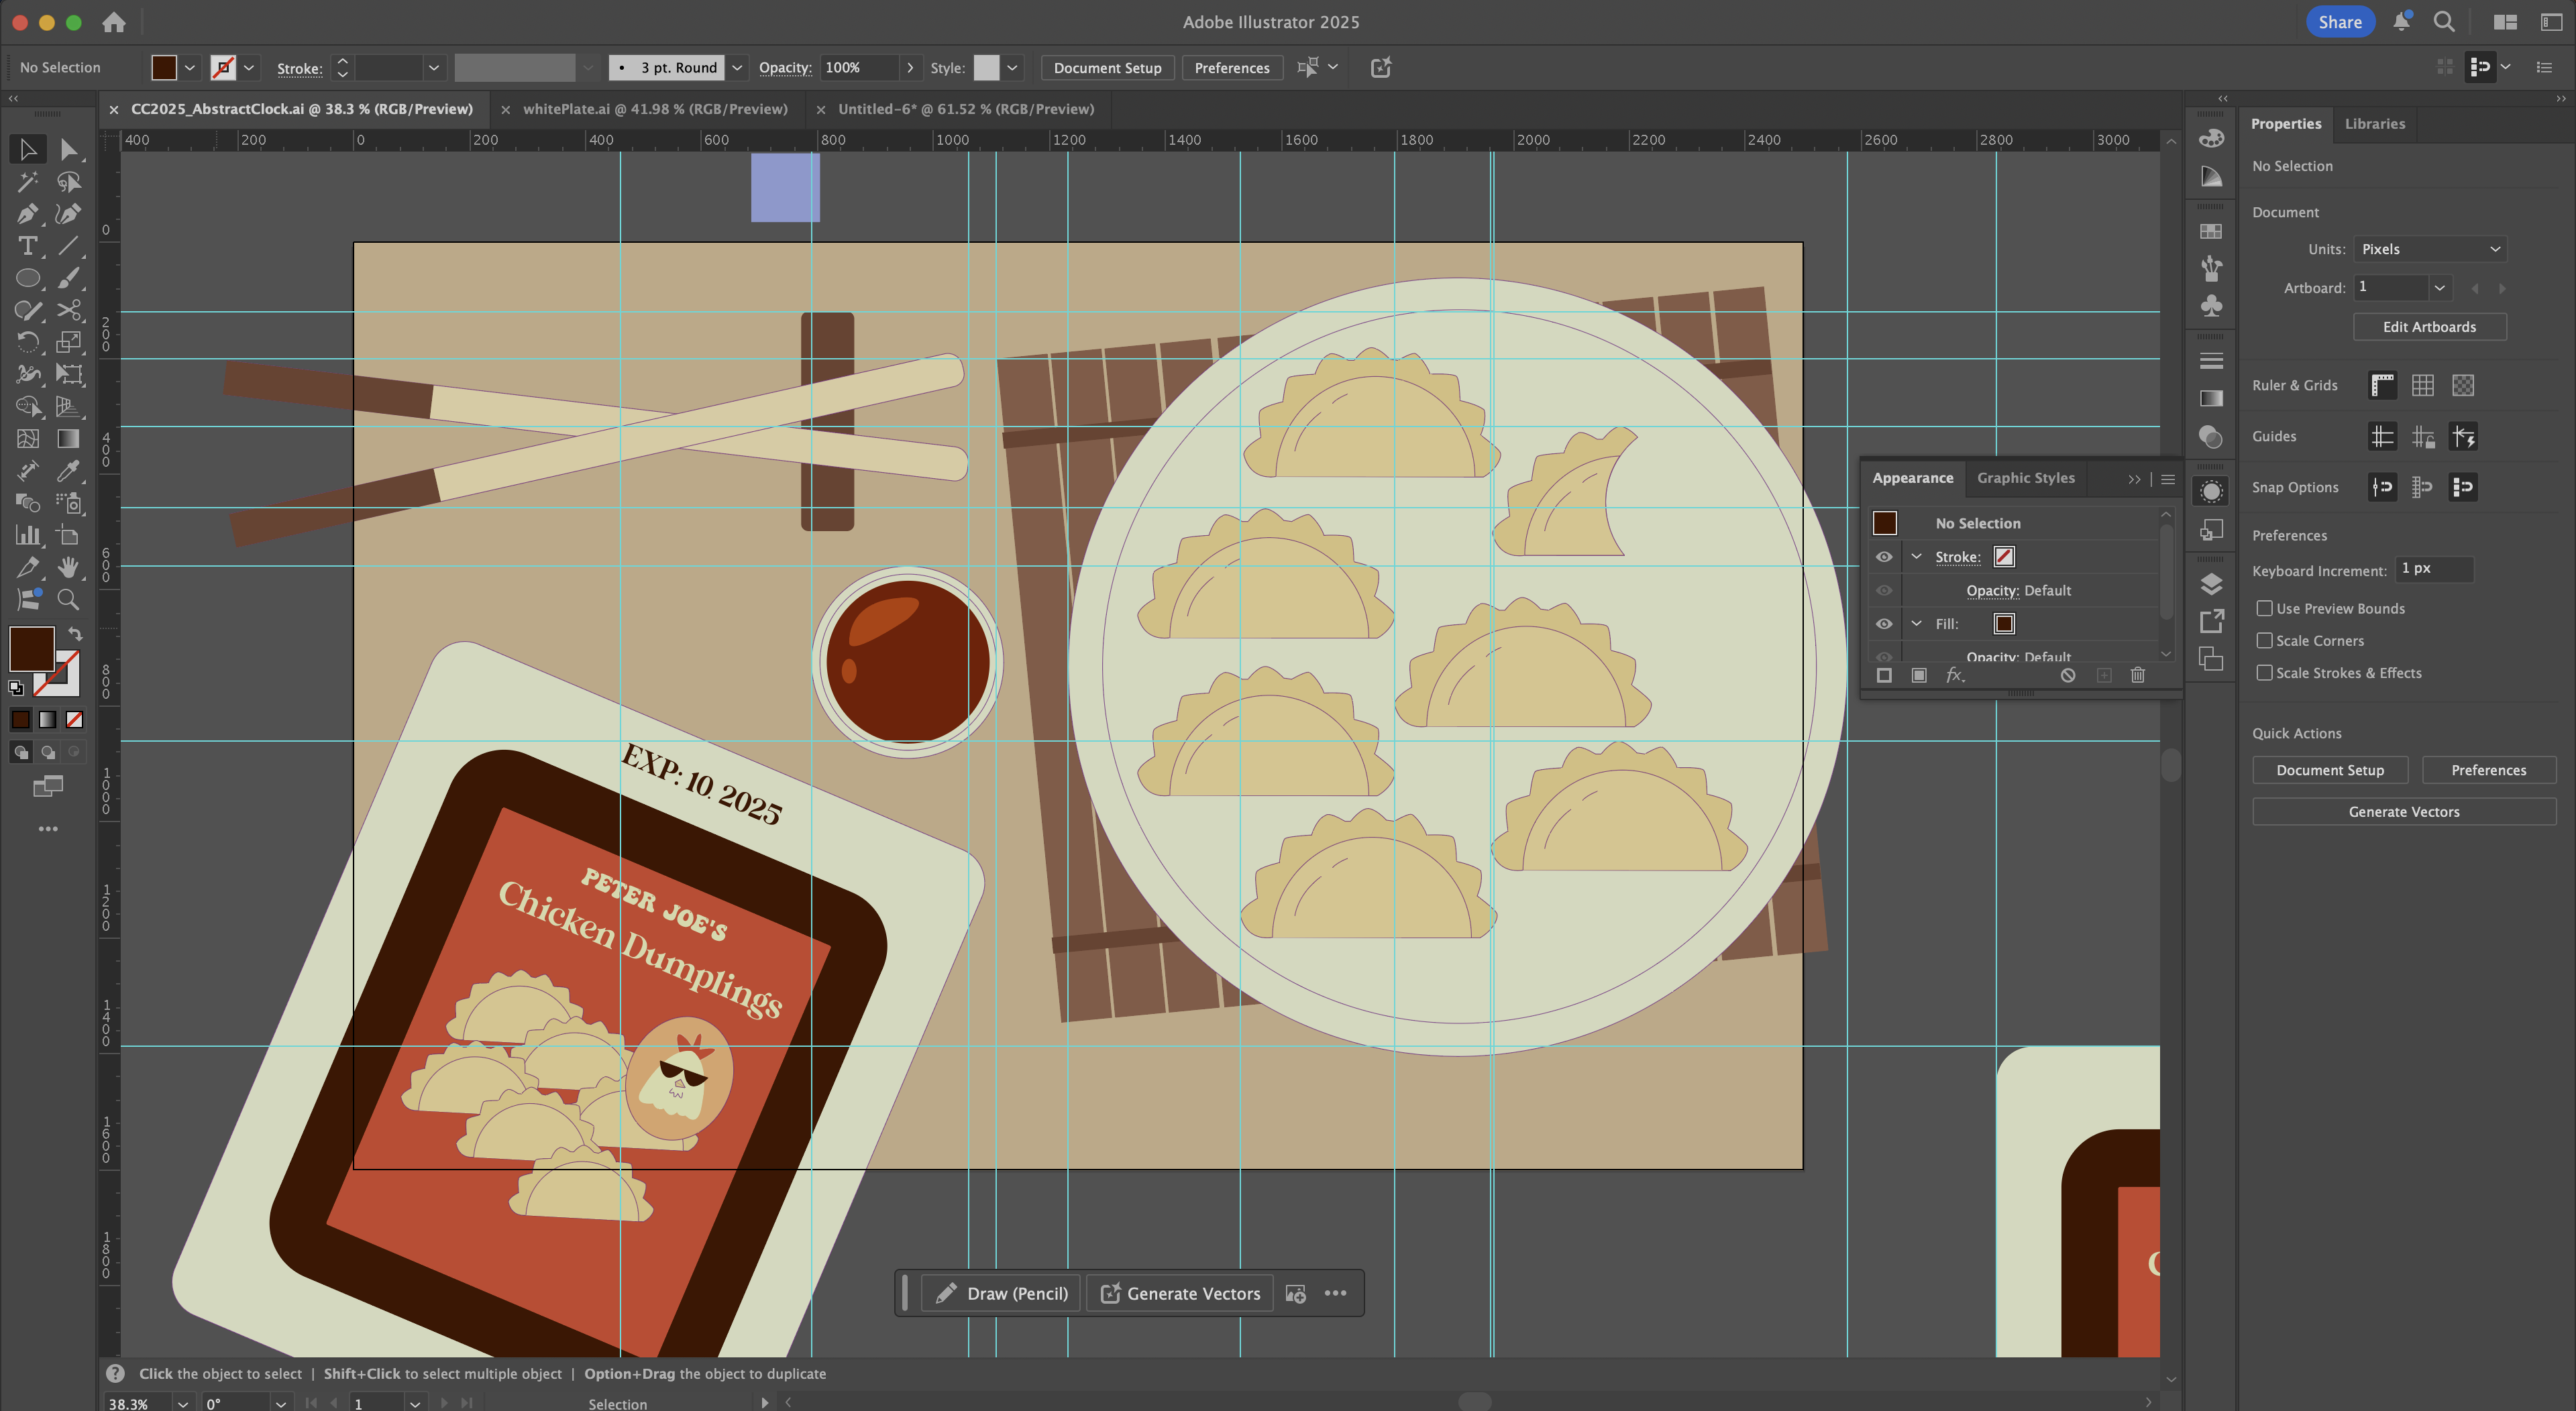 Adobe Illustrator 2025
Share
No Selection
Stroke:
3 pt. Round
Opacity:
100%
Style:
Document Setup
Preferences
CC2025_AbstractClock.ai @ 38.3 % (RGB/Preview)
whitePlate.ai @ 41.98 % (RGB/Preview)
Untitled-6* @ 61.52 % (RGB/Preview)
400 200 0 200 400 600 800 1000 1200 1400 1600 1800 2000 2200 2400 2600 2800 3000
0
200
400
600
800
1000
1200
1400
1600
1800
EXP: 10. 2025
PETER JOE'S
Chicken Dumplings
Appearance
Graphic Styles
No Selection
Stroke:
Opacity: Default
Fill:
Opacity: Default
fx
Properties
Libraries
No Selection
Document
Units: Pixels
Artboard: 1
Edit Artboards
Ruler & Grids
Guides
Snap Options
Preferences
Keyboard Increment: 1 px
Use Preview Bounds
Scale Corners
Scale Strokes & Effects
Quick Actions
Document Setup
Preferences
Generate Vectors
Draw (Pencil)
Generate Vectors
Click the object to select | Shift+Click to select multiple object | Option+Drag the object to duplicate
38.3%
0°
1
Selection